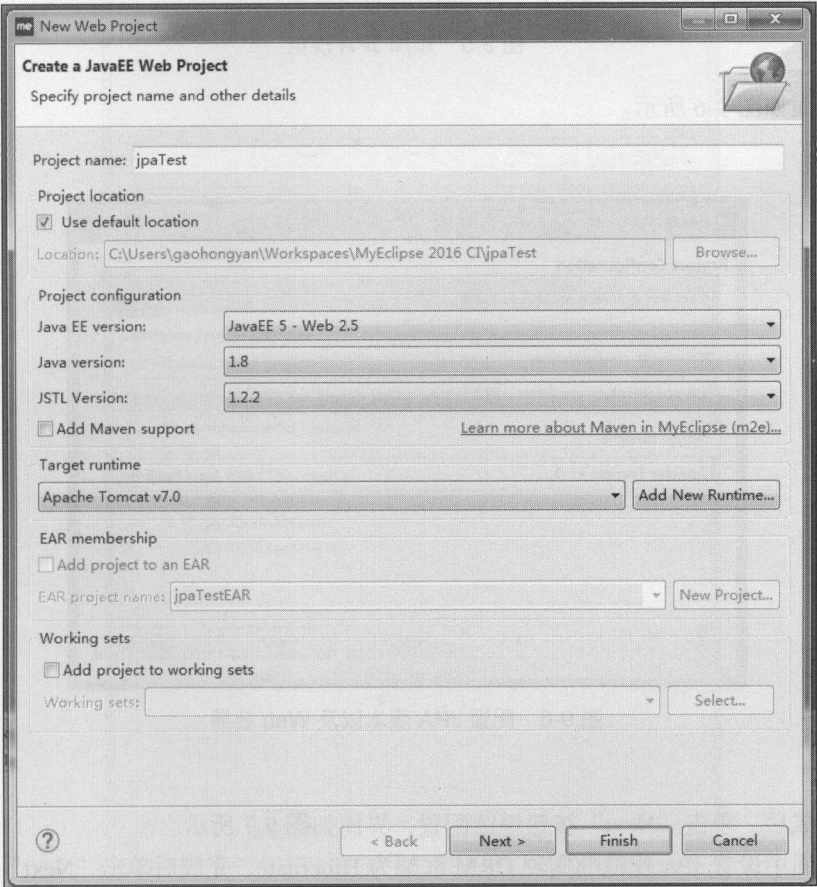 me New Web Project
Create a JavaEE Web Project
Specify project name and other details
Project name: jpaTest
Project location
Use default location
Location: C:\Users\gaohongyan\Workspaces\MyEclipse 2016 CI\jpaTest Browse...
Project configuration
Java EE version: JavaEE 5 - Web 2.5
Java version: 1.8
JSTL Version: 1.2.2
Add Maven support Learn more about Maven in MyEclipse (m2e)...
Target runtime
Apache Tomcat v7.0 Add New Runtime...
EAR membership
Add project to an EAR
EAR project name: jpaTestEAR New Project...
Working sets
Add project to working sets
Working sets: Select...
? < Back Next > Finish Cancel